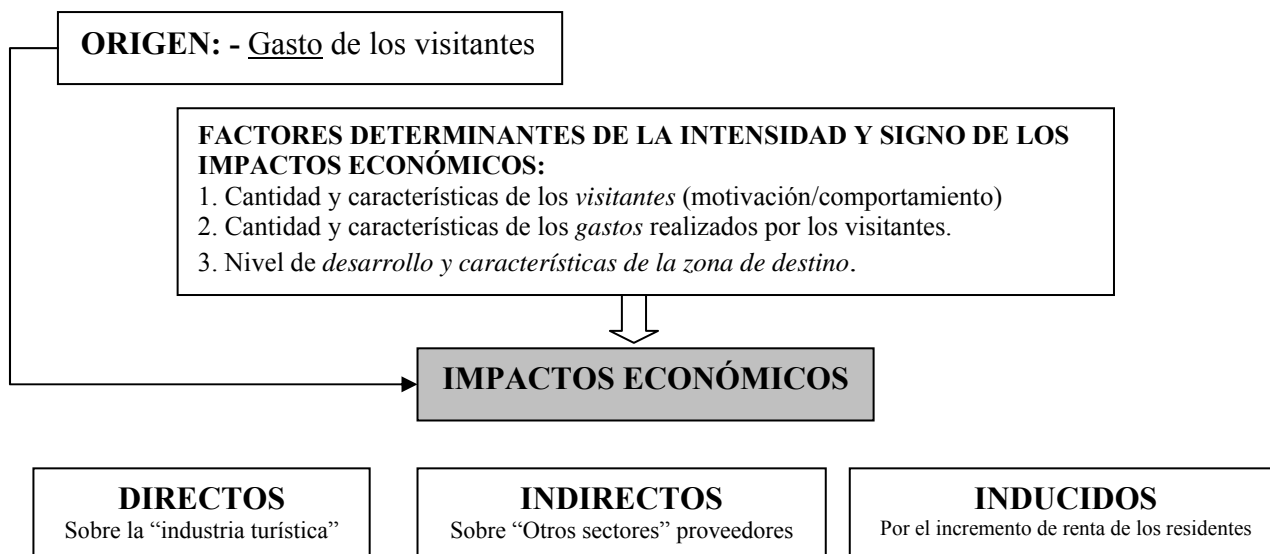 ORIGEN: - Gasto de los visitantes
FACTORES DETERMINANTES DE LA INTENSIDAD Y SIGNO DE LOS
IMPACTOS ECONÓMICOS:
1. Cantidad y características de los visitantes (motivación/comportamiento)
2. Cantidad y características de los gastos realizados por los visitantes.
3. Nivel de desarrollo y características de la zona de destino.
IMPACTOS ECONÓMICOS
DIRECTOS
Sobre la “industria turística”
INDIRECTOS
Sobre “Otros sectores” proveedores
INDUCIDOS
Por el incremento de renta de los residentes